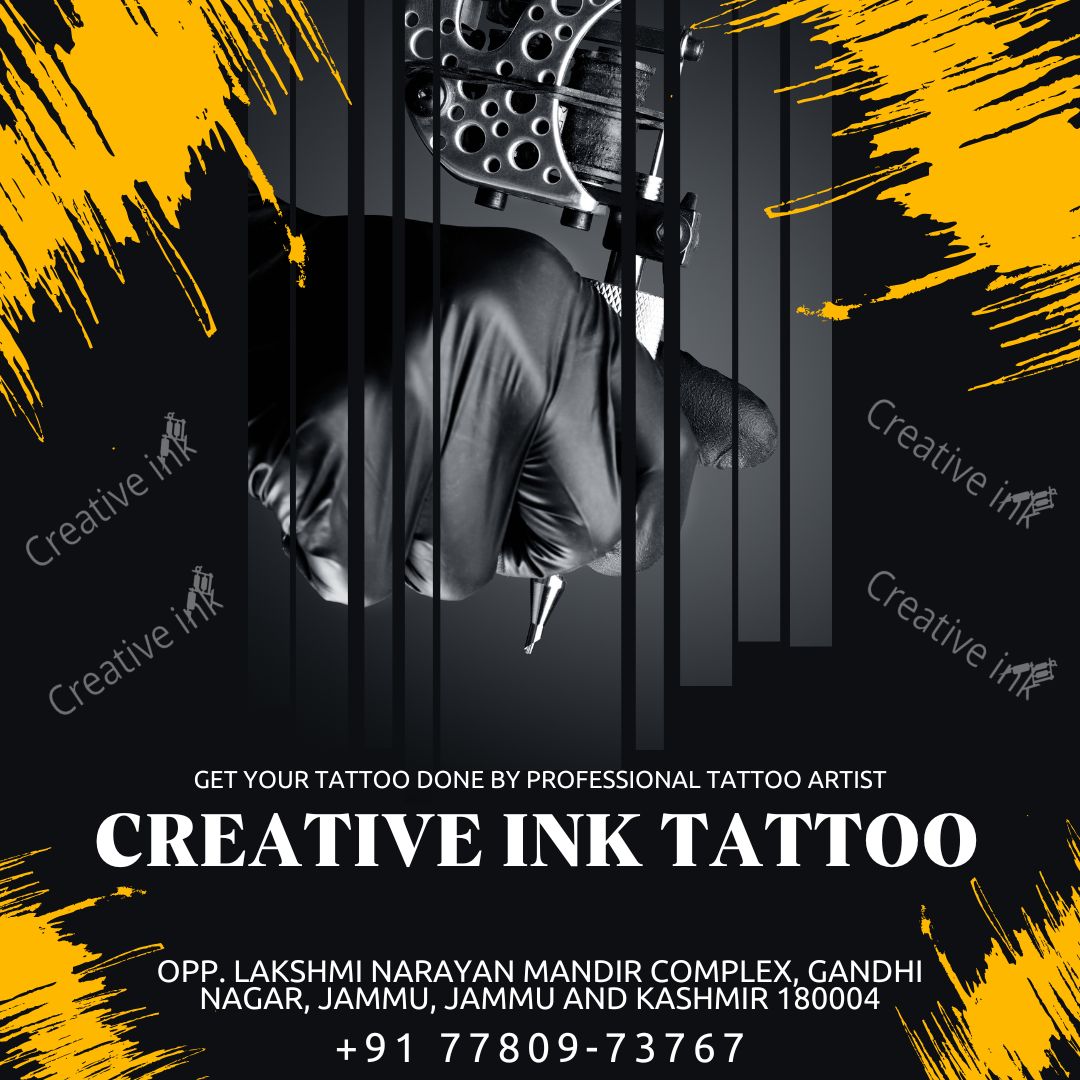 Creative ink
Creative ink
Creative ink
Creative ink
GET YOUR TATTOO DONE BY PROFESSIONAL TATTOO ARTIST
CREATIVE INK TATTOO
OPP. LAKSHMI NARAYAN MANDIR COMPLEX, GANDHI
NAGAR, JAMMU, JAMMU AND KASHMIR 180004
+91 77809-73767